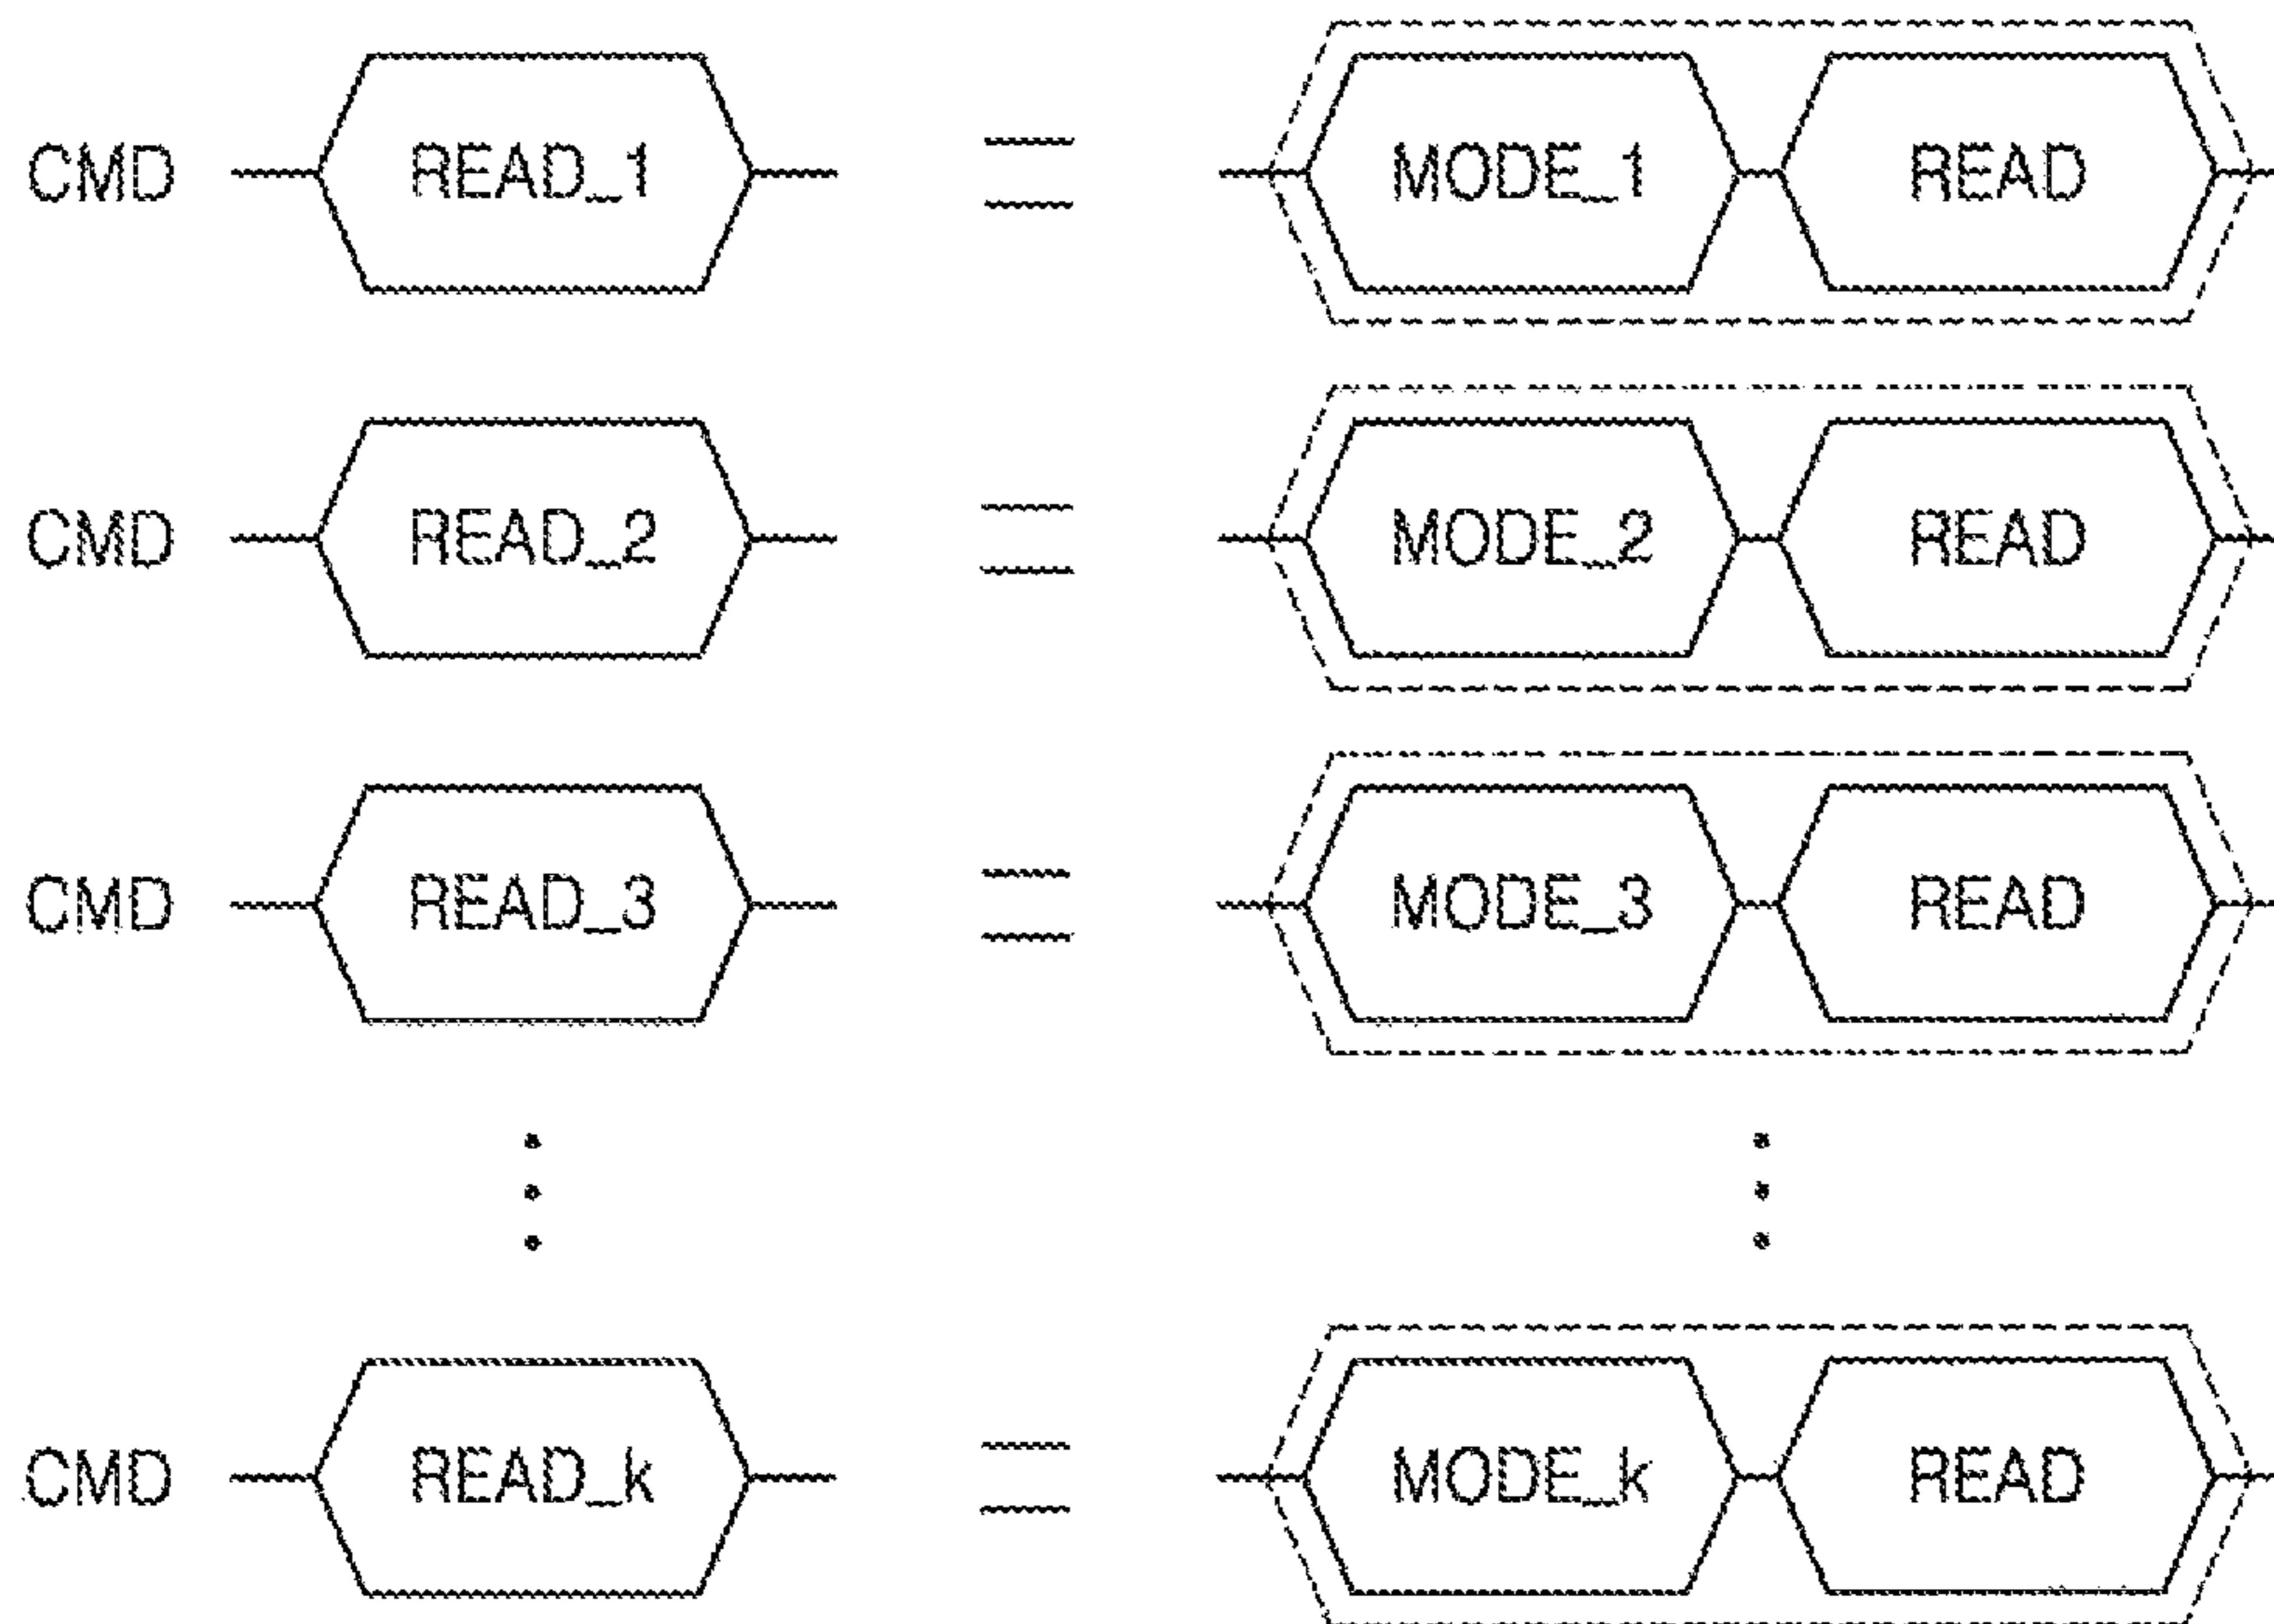 CMD READ_1 = MODE_1 READ
CMD READ_2 = MODE_2 READ
CMD READ_3 = MODE_3 READ
CMD READ_k = MODE_k READ